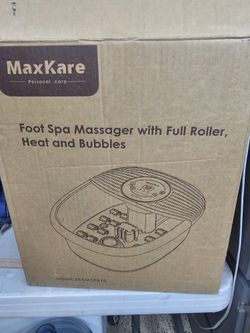 MaxKare
Personal care
Foot Spa Massager with Full Roller,
Heat and Bubbles